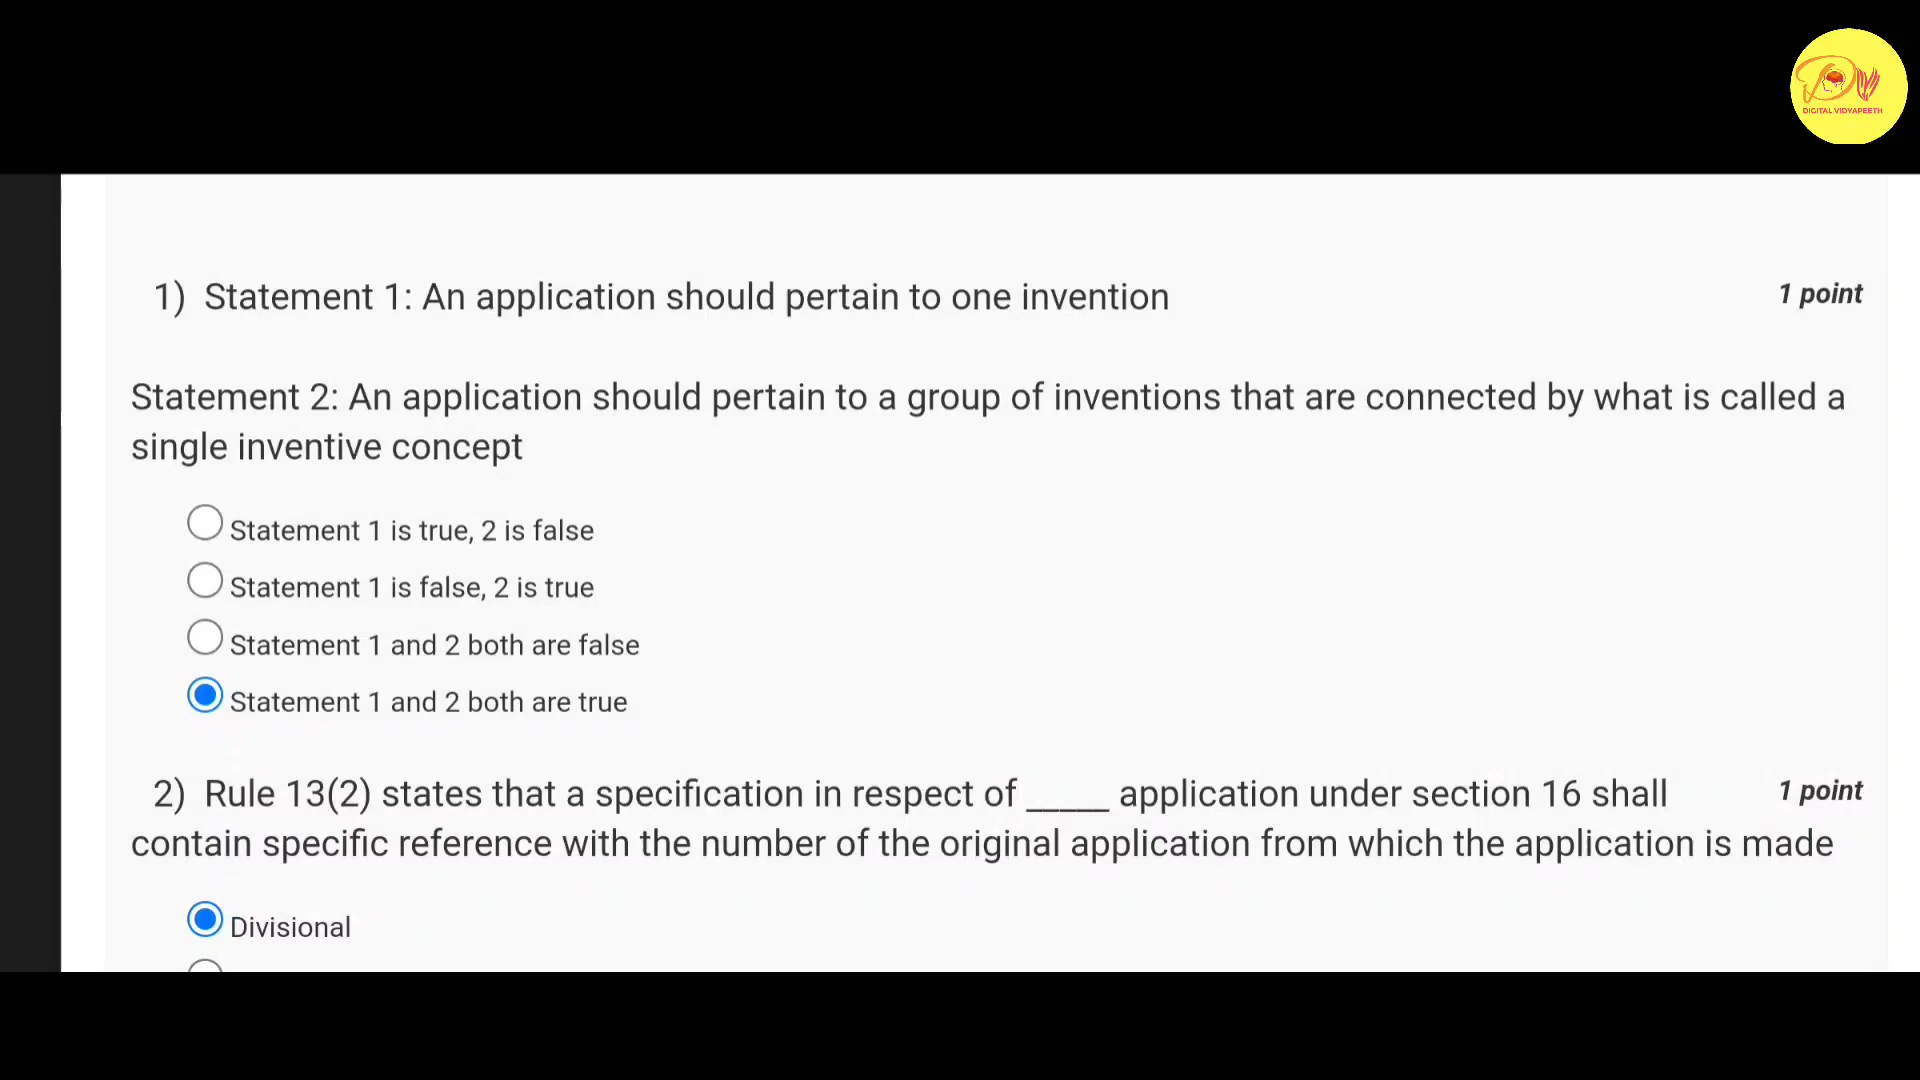 DIGITAL VIDYAPEETH
1) Statement 1: An application should pertain to one invention
1 point
Statement 2: An application should pertain to a group of inventions that are connected by what is called a
single inventive concept
Statement 1 is true, 2 is false
Statement 1 is false, 2 is true
Statement 1 and 2 both are false
Statement 1 and 2 both are true
2) Rule 13(2) states that a specification in respect of _____ application under section 16 shall
1 point
contain specific reference with the number of the original application from which the application is made
Divisional